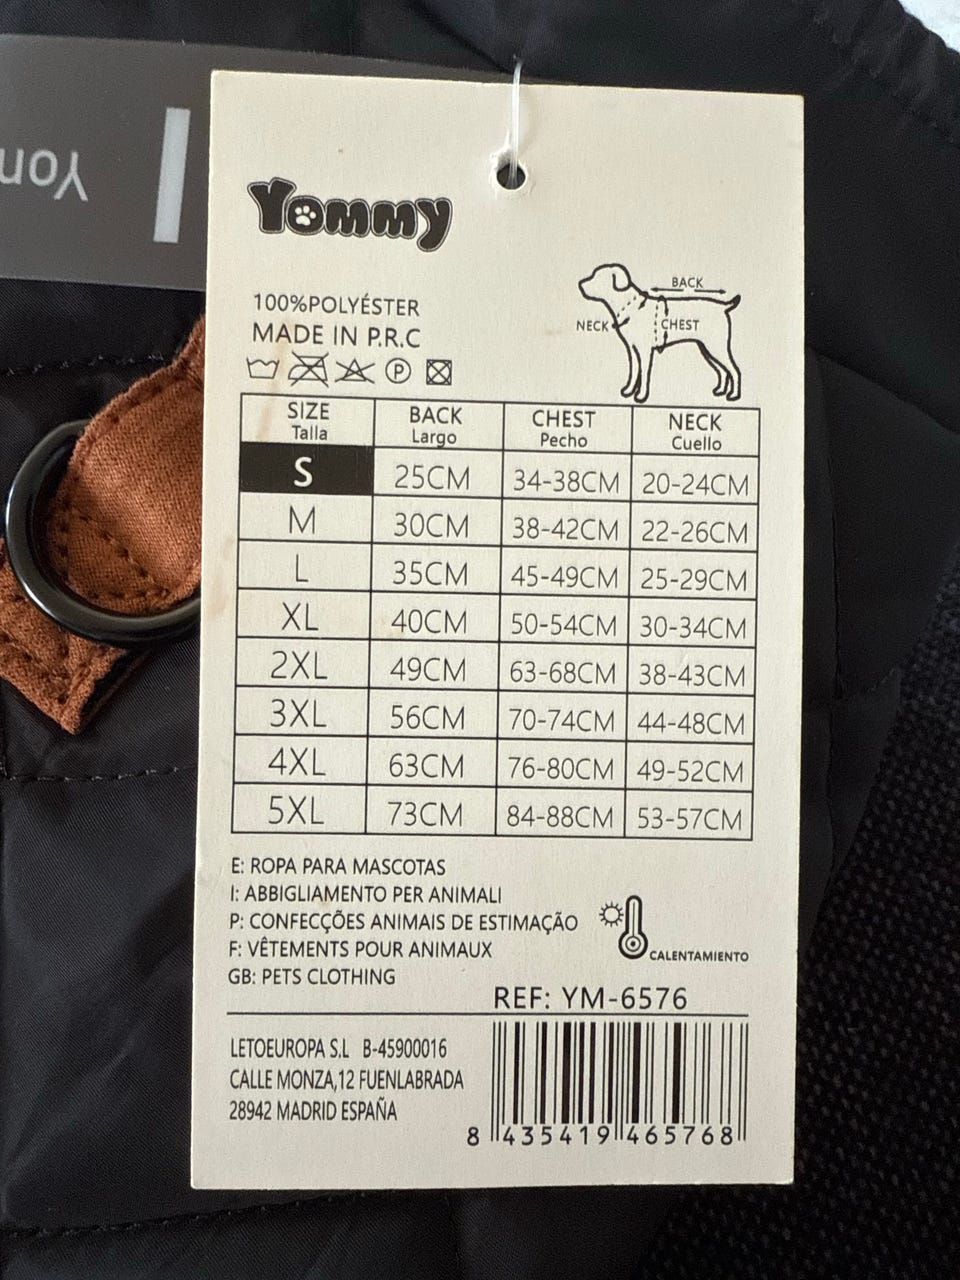 Yom
Yommy
100%POLYÉSTER
MADE IN P.R.C
P
BACK
NECK
CHEST
SIZE BACK CHEST NECK
Talla Largo Pecho Cuello
S 25CM 34-38CM 20-24CM
M 30CM 38-42CM 22-26CM
L 35CM 45-49CM 25-29CM
XL 40CM 50-54CM 30-34CM
2XL 49CM 63-68CM 38-43CM
3XL 56CM 70-74CM 44-48CM
4XL 63CM 76-80CM 49-52CM
5XL 73CM 84-88CM 53-57CM
E: ROPA PARA MASCOTAS
I: ABBIGLIAMENTO PER ANIMALI
P: CONFECÇÕES ANIMAIS DE ESTIMAÇÃO
F: VÊTEMENTS POUR ANIMAUX
GB: PETS CLOTHING
CALENTAMIENTO
REF: YM-6576
LETOEUROPA S.L B-45900016
CALLE MONZA,12 FUENLABRADA
28942 MADRID ESPAÑA
8 435419 465768